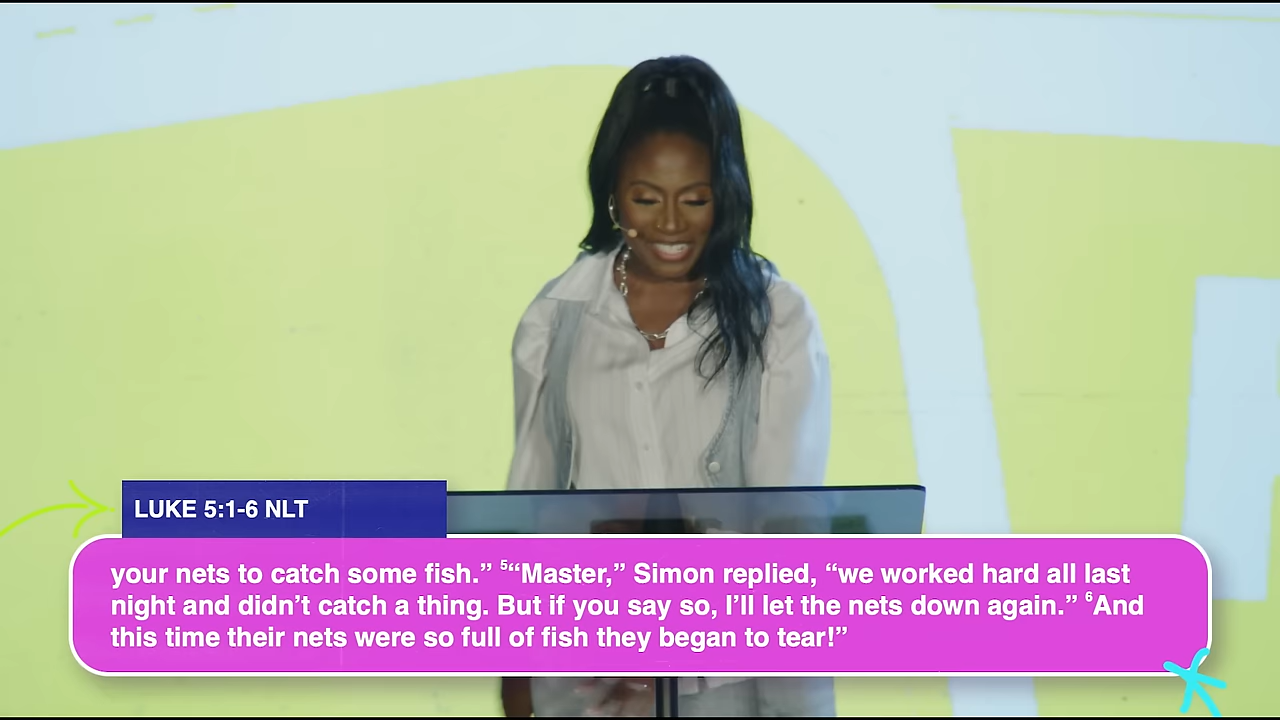 LUKE 5:1-6 NLT
your nets to catch some fish.” ⁵“Master,” Simon replied, “we worked hard all last
night and didn’t catch a thing. But if you say so, I’ll let the nets down again.” ⁶And
this time their nets were so full of fish they began to tear!”